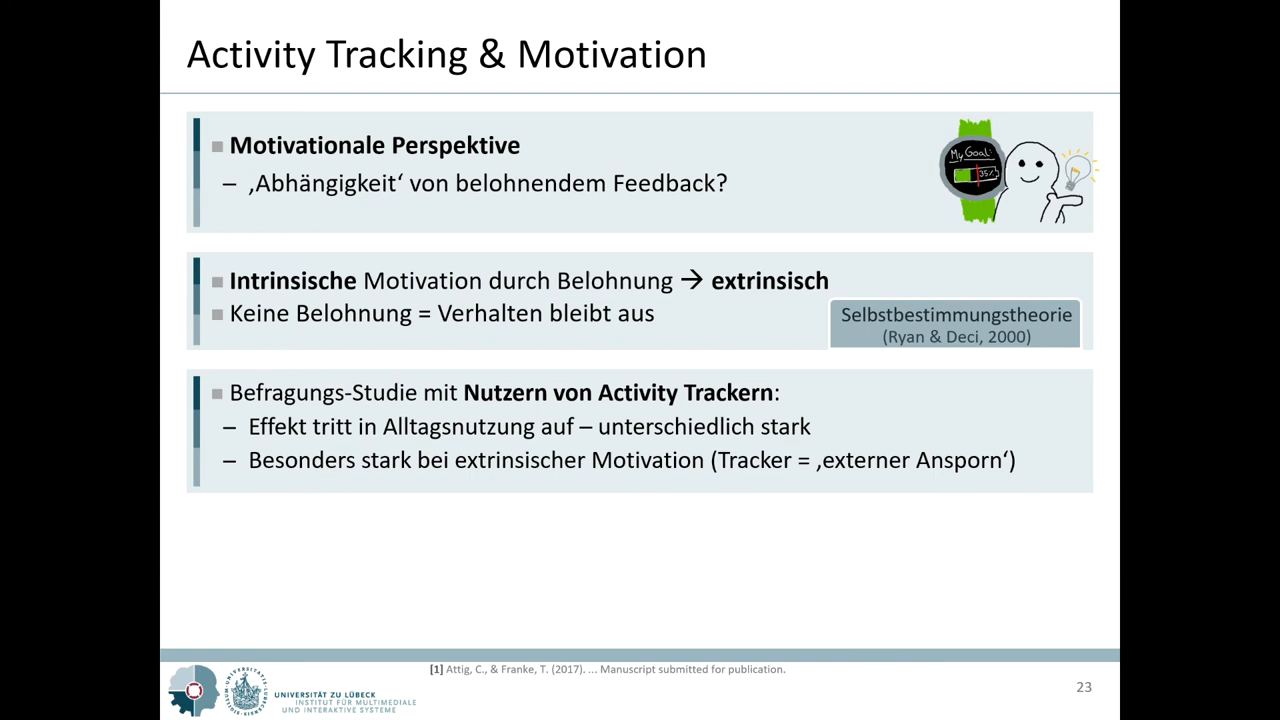 Activity Tracking & Motivation
Motivationale Perspektive
– ‚Abhängigkeit‘ von belohnendem Feedback?
My Goal:
35%
Intrinsische Motivation durch Belohnung → extrinsisch
Keine Belohnung = Verhalten bleibt aus
Selbstbestimmungstheorie
(Ryan & Deci, 2000)
Befragungs-Studie mit Nutzern von Activity Trackern:
– Effekt tritt in Alltagsnutzung auf – unterschiedlich stark
– Besonders stark bei extrinsischer Motivation (Tracker = ‚externer Ansporn‘)
[1] Attig, C., & Franke, T. (2017). ... Manuscript submitted for publication.
UNIVERSITÄT ZU LÜBECK
INSTITUT FÜR MULTIMEDIALE
UND INTERAKTIVE SYSTEME
23